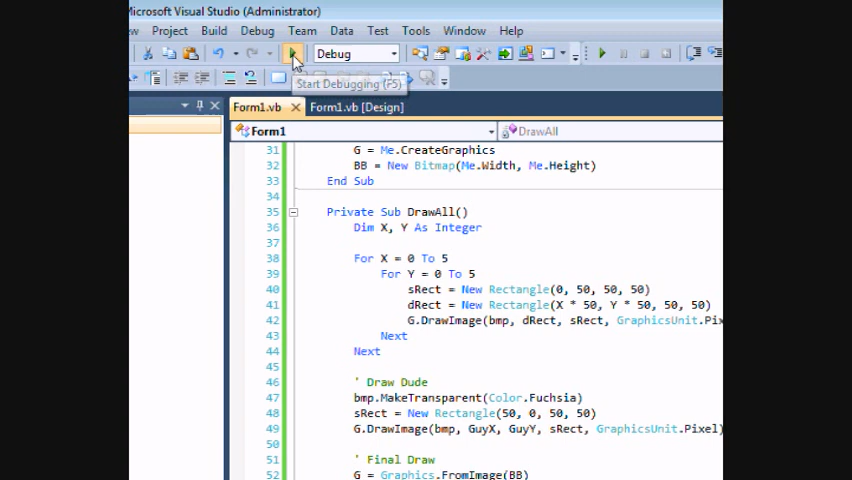 Microsoft Visual Studio (Administrator)
ew Project Build Debug Team Data Test Tools Window Help
Debug
Start Debugging (F5)
Form1.vb Form1.vb [Design]
Form1 DrawAll
31 G = Me.CreateGraphics
32 BB = New Bitmap(Me.Width, Me.Height)
33 End Sub
34
35 Private Sub DrawAll()
36 Dim X, Y As Integer
37
38 For X = 0 To 5
39 For Y = 0 To 5
40 sRect = New Rectangle(0, 50, 50, 50)
41 dRect = New Rectangle(X * 50, Y * 50, 50, 50)
42 G.DrawImage(bmp, dRect, sRect, GraphicsUnit.Pix
43 Next
44 Next
45
46 ' Draw Dude
47 bmp.MakeTransparent(Color.Fuchsia)
48 sRect = New Rectangle(50, 0, 50, 50)
49 G.DrawImage(bmp, GuyX, GuyY, sRect, GraphicsUnit.Pixel)
50
51 ' Final Draw
52 G = Graphics.FromImage(BB)